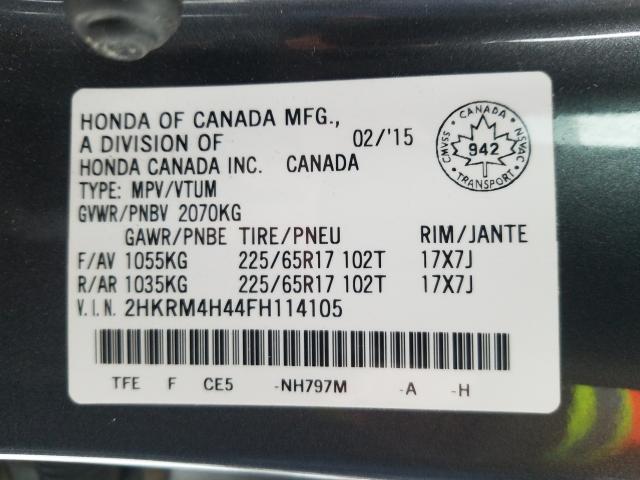 HONDA OF CANADA MFG.,
A DIVISION OF 02/'15
HONDA CANADA INC. CANADA
TYPE: MPV/VTUM
GVWR/PNBV 2070KG
GAWR/PNBE TIRE/PNEU RIM/JANTE
F/AV 1055KG 225/65R17 102T 17X7J
R/AR 1035KG 225/65R17 102T 17X7J
V.I.N. 2HKRM4H44FH114105
TFE F CE5 -NH797M -A -H
CANADA
CMVSS 942 NSVAC
TRANSPORT